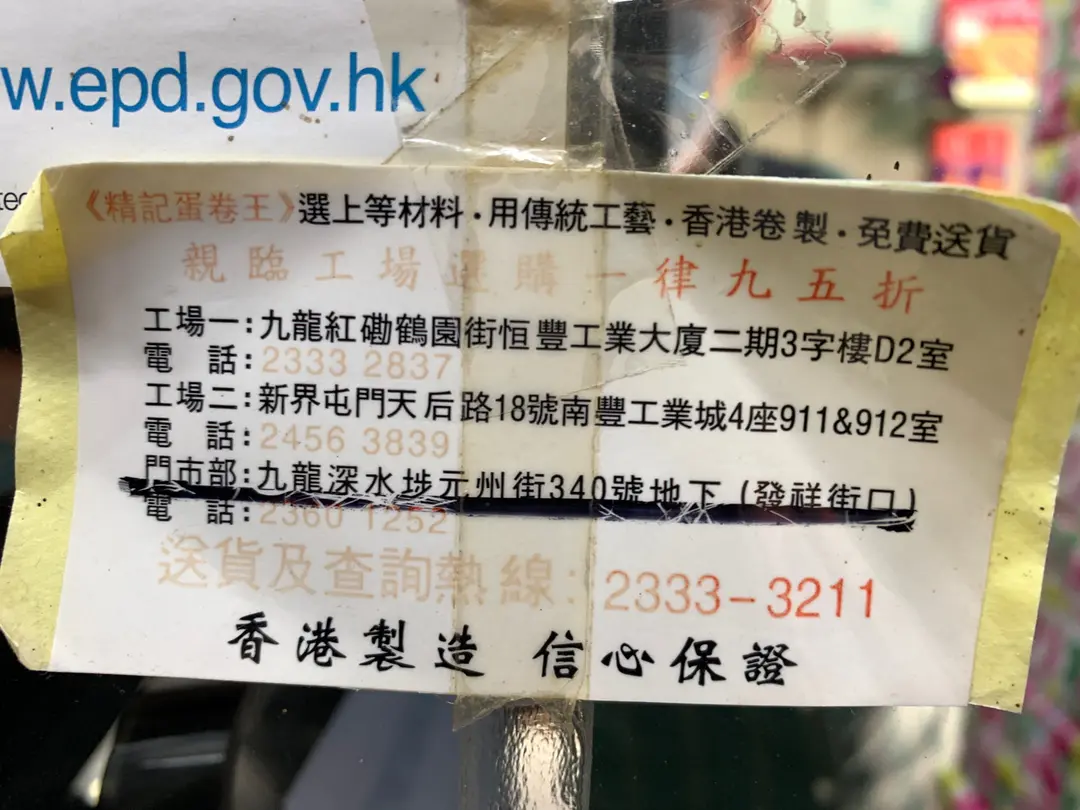 w.epd.gov.hk
《精記蛋卷王》選上等材料·用傳統工藝·香港卷製·免費送貨
親臨工場選購一律九五折
工場一:九龍紅磡鶴園街恒豐工業大廈二期3字樓D2室
電 話:2333 2837
工場二:新界屯門天后路18號南豐工業城4座911&912室
電 話:2456 3839
門市部:九龍深水埗元州街340號地下(發祥街口)
電 話:2360 1252
送貨及查詢熱線:2333-3211
香港製造 信心保證